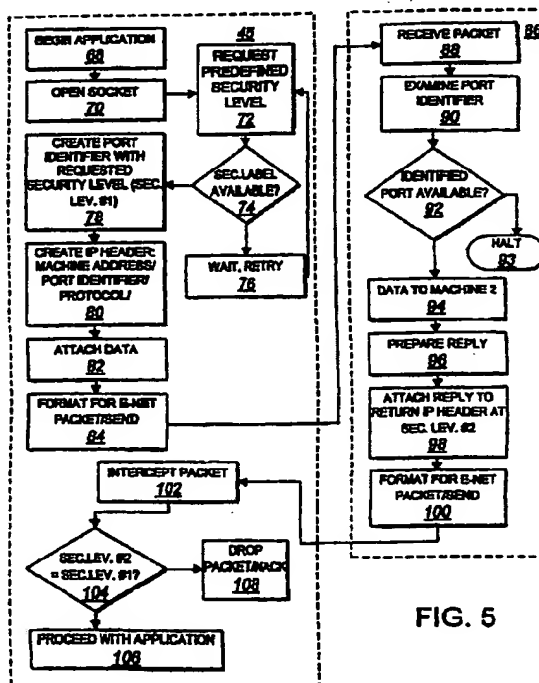 BEGIN APPLICATION
68
OPEN SOCKET
70
45
REQUEST
PREDEFINED
SECURITY
LEVEL
72
SEC.LABEL
AVAILABLE?
74
WAIT, RETRY
76
CREATE PORT
IDENTIFIER WITH
REQUESTED
SECURITY LEVEL (SEC.
LEV. #1)
78
CREATE IP HEADER:
MACHINE ADDRESS/
PORT IDENTIFIER/
PROTOCOL/
80
ATTACH DATA
82
FORMAT FOR E-NET
PACKET/SEND
84
RECEIVE PACKET
88
EXAMINE PORT
IDENTIFIER
90
IDENTIFIED
PORT AVAILABLE?
92
HALT
93
DATA TO MACHINE 2
94
PREPARE REPLY
96
ATTACH REPLY TO
RETURN IP HEADER AT
SEC. LEV. #2
98
FORMAT FOR E-NET
PACKET/SEND
100
INTERCEPT PACKET
102
SEC.LEV. #2
= SEC.LEV. #1?
104
DROP
PACKET/NACK
108
PROCEED WITH APPLICATION
106
FIG. 5